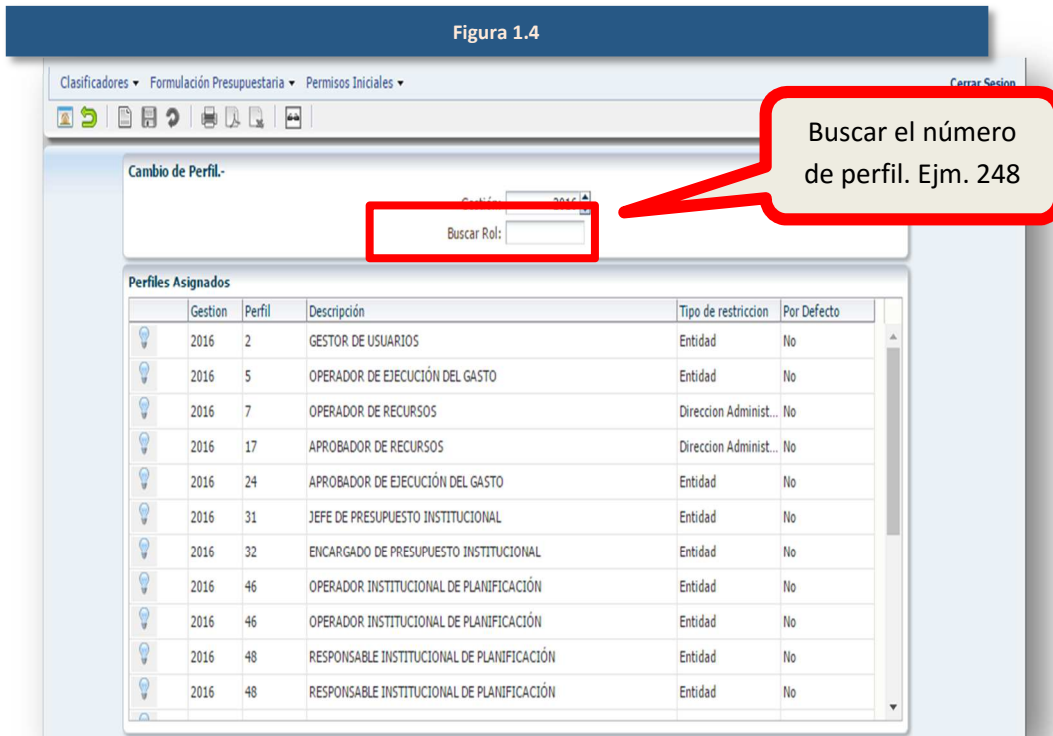 Figura 1.4
Clasificadores Formulación Presupuestaria Permisos Iniciales
Cerrar Sesion
Buscar el número
de perfil. Ejm. 248
Cambio de Perfil.-
2016
Buscar Rol:
Perfiles Asignados
Gestion Perfil Descripción Tipo de restriccion Por Defecto
2016 2 GESTOR DE USUARIOS Entidad No
2016 5 OPERADOR DE EJECUCIÓN DEL GASTO Entidad No
2016 7 OPERADOR DE RECURSOS Direccion Administ... No
2016 17 APROBADOR DE RECURSOS Direccion Administ... No
2016 24 APROBADOR DE EJECUCIÓN DEL GASTO Entidad No
2016 31 JEFE DE PRESUPUESTO INSTITUCIONAL Entidad No
2016 32 ENCARGADO DE PRESUPUESTO INSTITUCIONAL Entidad No
2016 46 OPERADOR INSTITUCIONAL DE PLANIFICACIÓN Entidad No
2016 46 OPERADOR INSTITUCIONAL DE PLANIFICACIÓN Entidad No
2016 48 RESPONSABLE INSTITUCIONAL DE PLANIFICACIÓN Entidad No
2016 48 RESPONSABLE INSTITUCIONAL DE PLANIFICACIÓN Entidad No